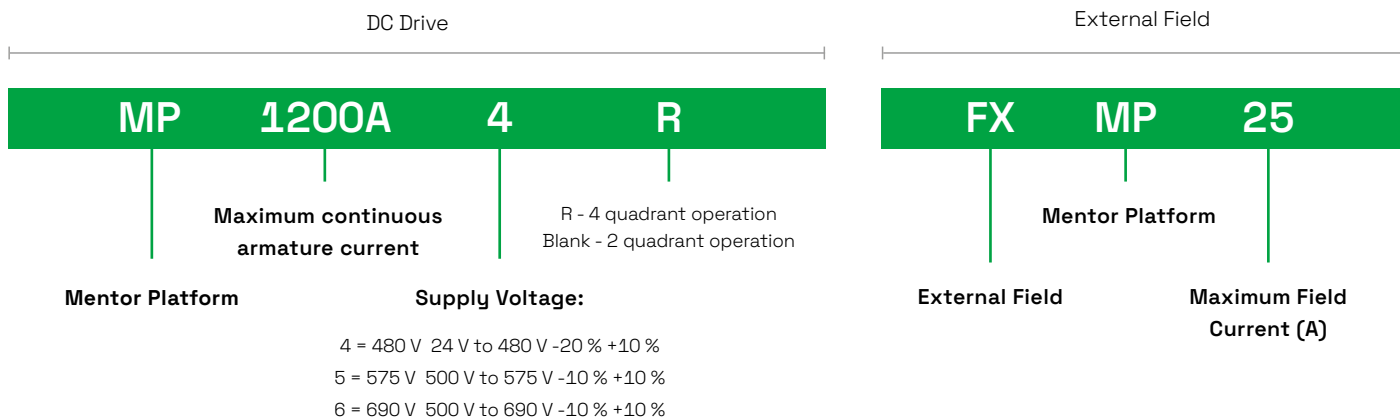 DC Drive
MP 1200A 4 R
Maximum continuous
armature current
R - 4 quadrant operation
Blank - 2 quadrant operation
Mentor Platform
Supply Voltage:
4 = 480 V 24 V to 480 V -20 % +10 %
5 = 575 V 500 V to 575 V -10 % +10 %
6 = 690 V 500 V to 690 V -10 % +10 %
External Field
FX MP 25
Mentor Platform
External Field
Maximum Field
Current (A)